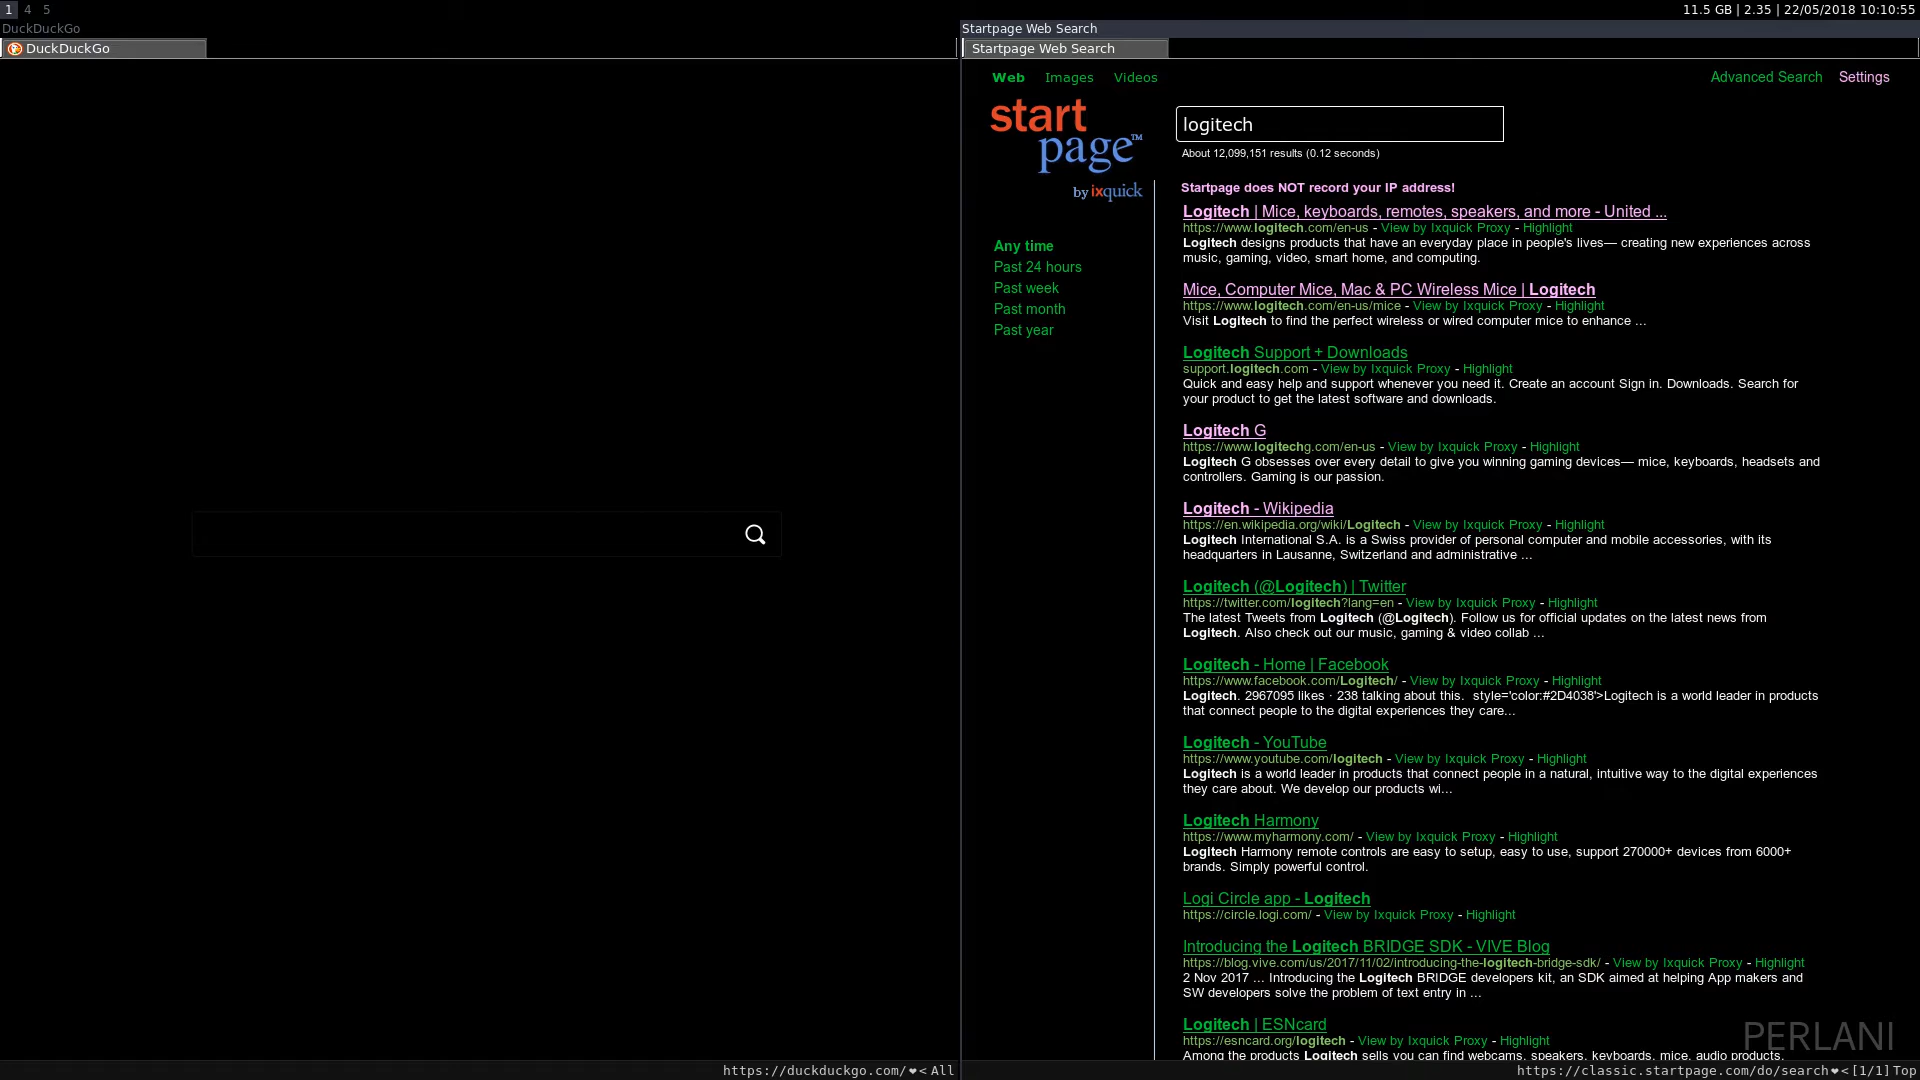 1 4 5
11.5 GB | 2.35 | 22/05/2018 10:10:55
DuckDuckGo
DuckDuckGo
https://duckduckgo.com/❤< All
Startpage Web Search
Startpage Web Search
Web Images Videos
Advanced Search Settings
start
page™
by ixquick
logitech
About 12,099,151 results (0.12 seconds)
Any time
Past 24 hours
Past week
Past month
Past year
Startpage does NOT record your IP address!
Logitech | Mice, keyboards, remotes, speakers, and more - United ...
https://www.logitech.com/en-us - View by Ixquick Proxy - Highlight
Logitech designs products that have an everyday place in people's lives— creating new experiences across
music, gaming, video, smart home, and computing.
Mice, Computer Mice, Mac & PC Wireless Mice | Logitech
https://www.logitech.com/en-us/mice - View by Ixquick Proxy - Highlight
Visit Logitech to find the perfect wireless or wired computer mice to enhance ...
Logitech Support + Downloads
support.logitech.com - View by Ixquick Proxy - Highlight
Quick and easy help and support whenever you need it. Create an account Sign in. Downloads. Search for
your product to get the latest software and downloads.
Logitech G
https://www.logitechg.com/en-us - View by Ixquick Proxy - Highlight
Logitech G obsesses over every detail to give you winning gaming devices— mice, keyboards, headsets and
controllers. Gaming is our passion.
Logitech - Wikipedia
https://en.wikipedia.org/wiki/Logitech - View by Ixquick Proxy - Highlight
Logitech International S.A. is a Swiss provider of personal computer and mobile accessories, with its
headquarters in Lausanne, Switzerland and administrative ...
Logitech (@Logitech) | Twitter
https://twitter.com/logitech?lang=en - View by Ixquick Proxy - Highlight
The latest Tweets from Logitech (@Logitech). Follow us for official updates on the latest news from
Logitech. Also check out our music, gaming & video collab ...
Logitech - Home | Facebook
https://www.facebook.com/Logitech/ - View by Ixquick Proxy - Highlight
Logitech. 2967095 likes · 238 talking about this. style='color:#2D4038'>Logitech is a world leader in products
that connect people to the digital experiences they care...
Logitech - YouTube
https://www.youtube.com/logitech - View by Ixquick Proxy - Highlight
Logitech is a world leader in products that connect people in a natural, intuitive way to the digital experiences
they care about. We develop our products wi...
Logitech Harmony
https://www.myharmony.com/ - View by Ixquick Proxy - Highlight
Logitech Harmony remote controls are easy to setup, easy to use, support 270000+ devices from 6000+
brands. Simply powerful control.
Logi Circle app - Logitech
https://circle.logi.com/ - View by Ixquick Proxy - Highlight
Introducing the Logitech BRIDGE SDK - VIVE Blog
https://blog.vive.com/us/2017/11/02/introducing-the-logitech-bridge-sdk/ - View by Ixquick Proxy - Highlight
2 Nov 2017 ... Introducing the Logitech BRIDGE developers kit, an SDK aimed at helping App makers and
SW developers solve the problem of text entry in ...
Logitech | ESNcard
https://esncard.org/logitech - View by Ixquick Proxy - Highlight
Among the products Logitech sells you can find webcams, speakers, keyboards, mice, audio products,
PERLANI
https://classic.startpage.com/do/search❤<[1/1] Top